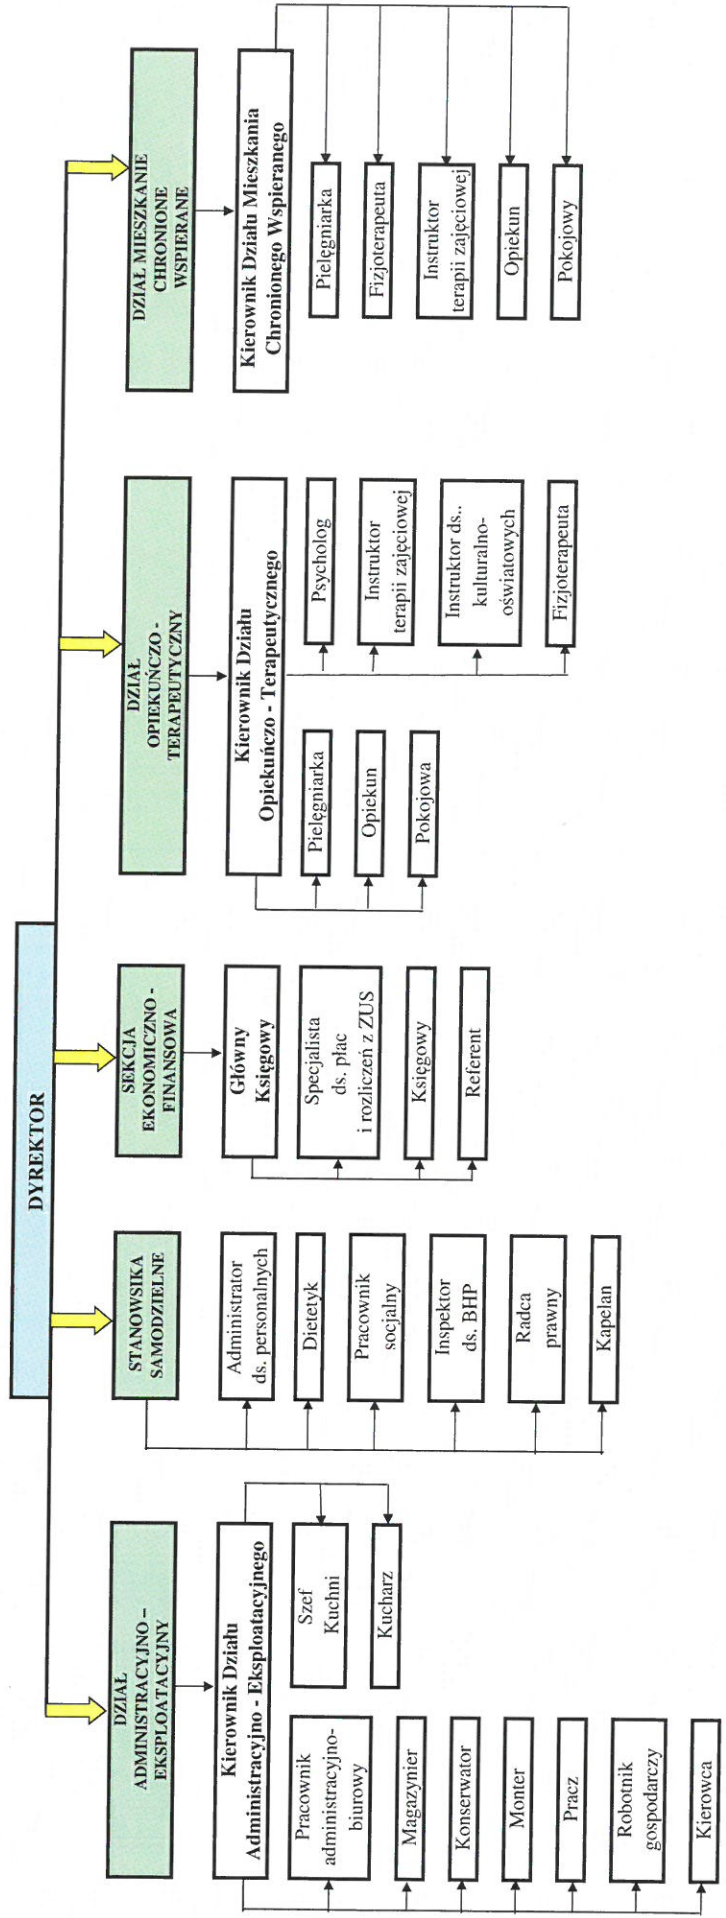 DYREKTOR
DZIAŁ
ADMINISTRACYJNO –
EKSPLOATACYJNY
Kierownik Działu
Administracyjno - Eksploatacyjnego
Pracownik
administracyjno-
biurowy
Magazynier
Konserwator
Monter
Pracz
Robotnik
gospodarczy
Kierowca
Szef
Kuchni
Kucharz
STANOWSIKA
SAMODZIELNE
Administrator
ds. personalnych
Dietetyk
Pracownik
socjalny
Inspektor
ds. BHP
Radca
prawny
Kapelan
SEKCJA
EKONOMICZNO -
FINANSOWA
Główny
Księgowy
Specjalista
ds. płac
i rozliczeń z ZUS
Księgowy
Referent
DZIAŁ
OPIEKUŃCZO -
TERAPEUTYCZNY
Kierownik Działu
Opiekuńczo - Terapeutycznego
Pielęgniarka
Opiekun
Pokojowa
Psycholog
Instruktor
terapii zajęciowej
Instruktor ds..
kulturalno-
oświatowych
Fizjoterapeuta
DZIAŁ MIESZKANIE
CHRONIONE
WSPIERANE
Kierownik Działu Mieszkania
Chronionego Wspieranego
Pielęgniarka
Fizjoterapeuta
Instruktor
terapii zajęciowej
Opiekun
Pokojowy